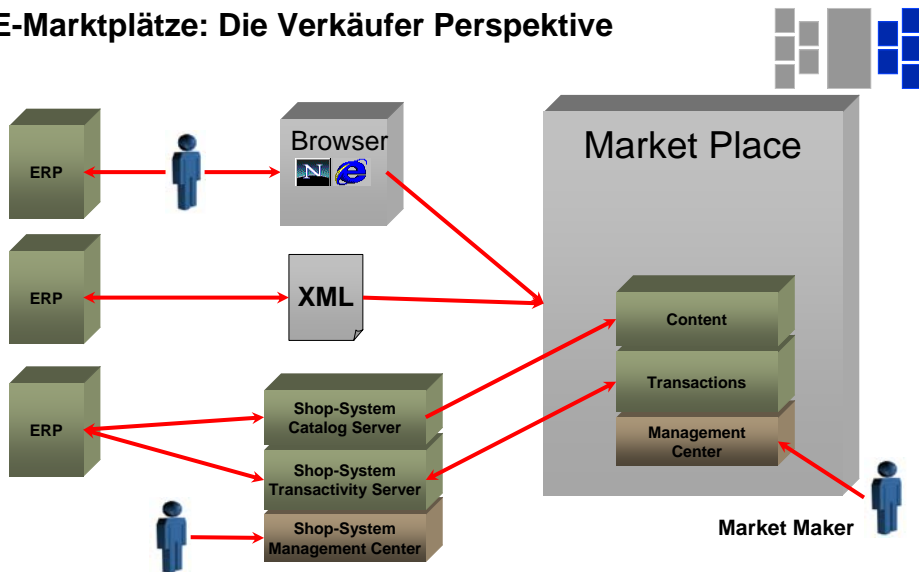 E-Marktplätze: Die Verkäufer Perspektive
ERP
Browser
N
Market Place
ERP
XML
Content
ERP
Shop-System
Catalog Server
Transactions
Shop-System
Transactivity Server
Management
Center
Shop-System
Management Center
Market Maker